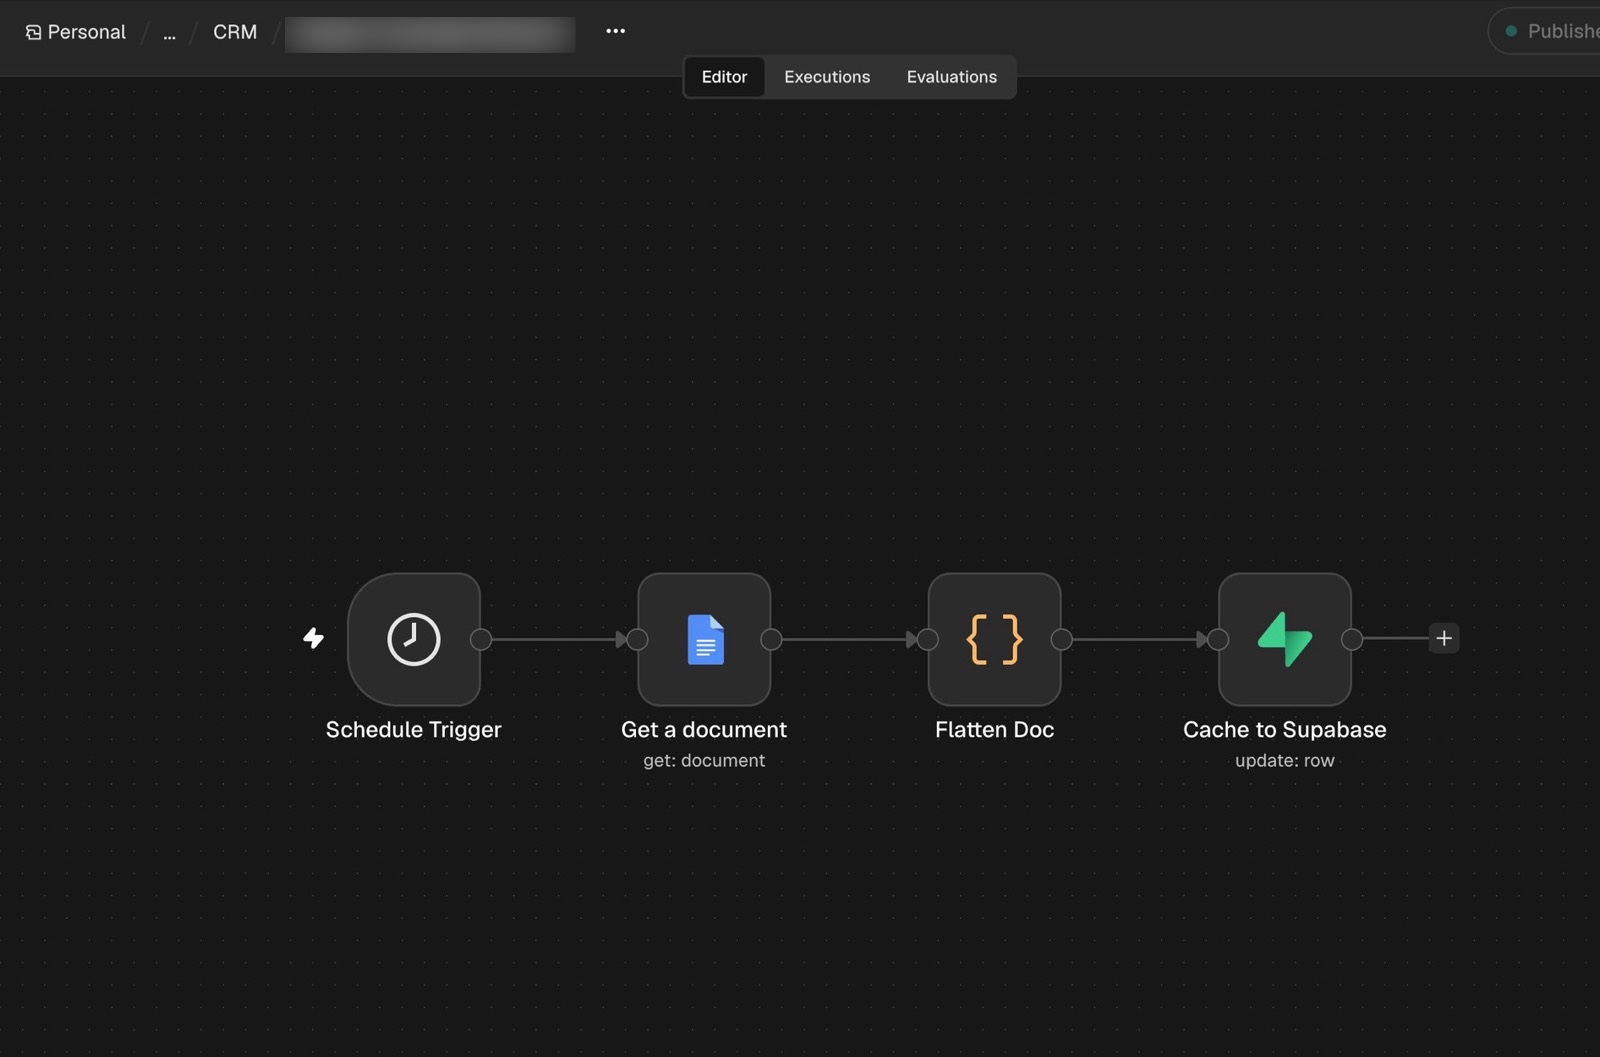 Personal / ... / CRM /
Publishe
Editor Executions Evaluations
Schedule Trigger
Get a document
get: document
Flatten Doc
Cache to Supabase
update: row